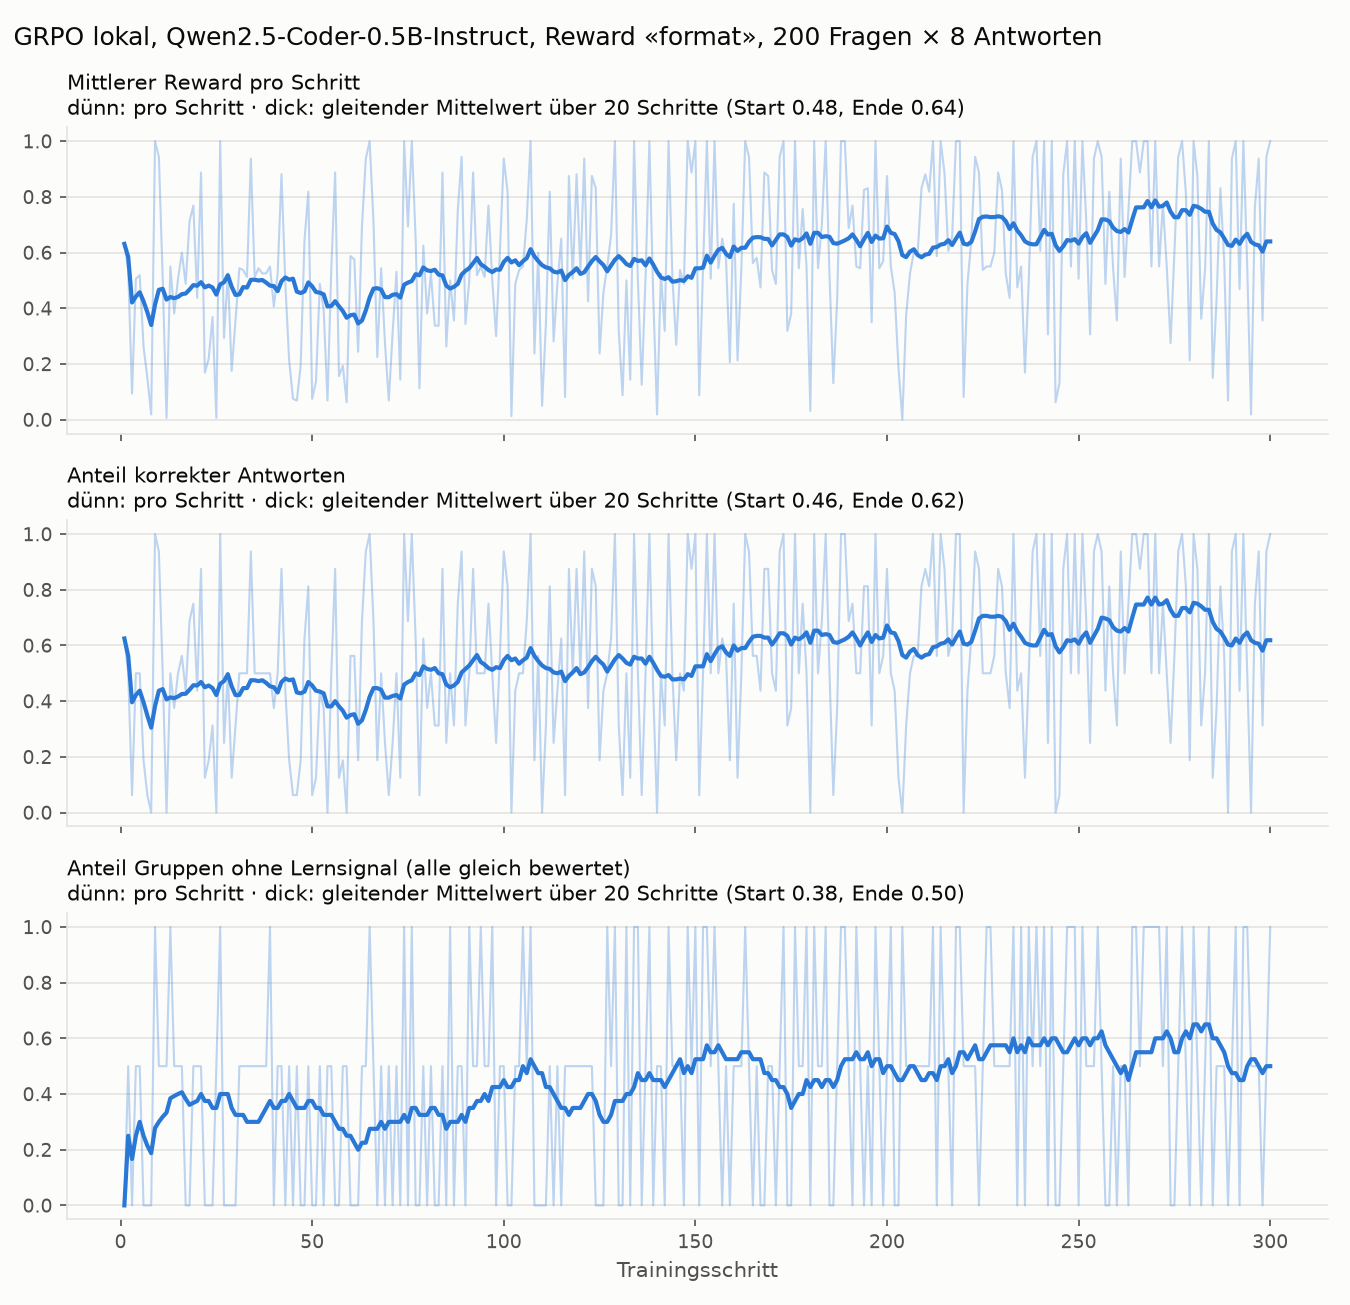 GRPO lokal, Qwen2.5-Coder-0.5B-Instruct, Reward «format», 200 Fragen × 8 Antworten
Mittlerer Reward pro Schritt
dünn: pro Schritt · dick: gleitender Mittelwert über 20 Schritte (Start 0.48, Ende 0.64)
1.0
0.8
0.6
0.4
0.2
0.0
Anteil korrekter Antworten
dünn: pro Schritt · dick: gleitender Mittelwert über 20 Schritte (Start 0.46, Ende 0.62)
1.0
0.8
0.6
0.4
0.2
0.0
Anteil Gruppen ohne Lernsignal (alle gleich bewertet)
dünn: pro Schritt · dick: gleitender Mittelwert über 20 Schritte (Start 0.38, Ende 0.50)
1.0
0.8
0.6
0.4
0.2
0.0
0 50 100 150 200 250 300
Trainingsschritt